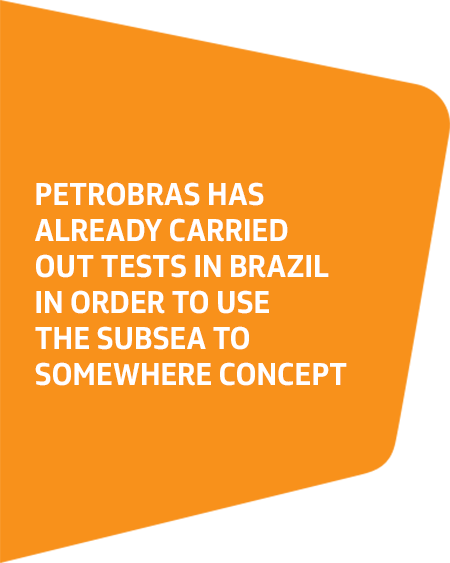 PETROBRAS HAS
ALREADY CARRIED
OUT TESTS IN BRAZIL
IN ORDER TO USE
THE SUBSEA TO
SOMEWHERE CONCEPT